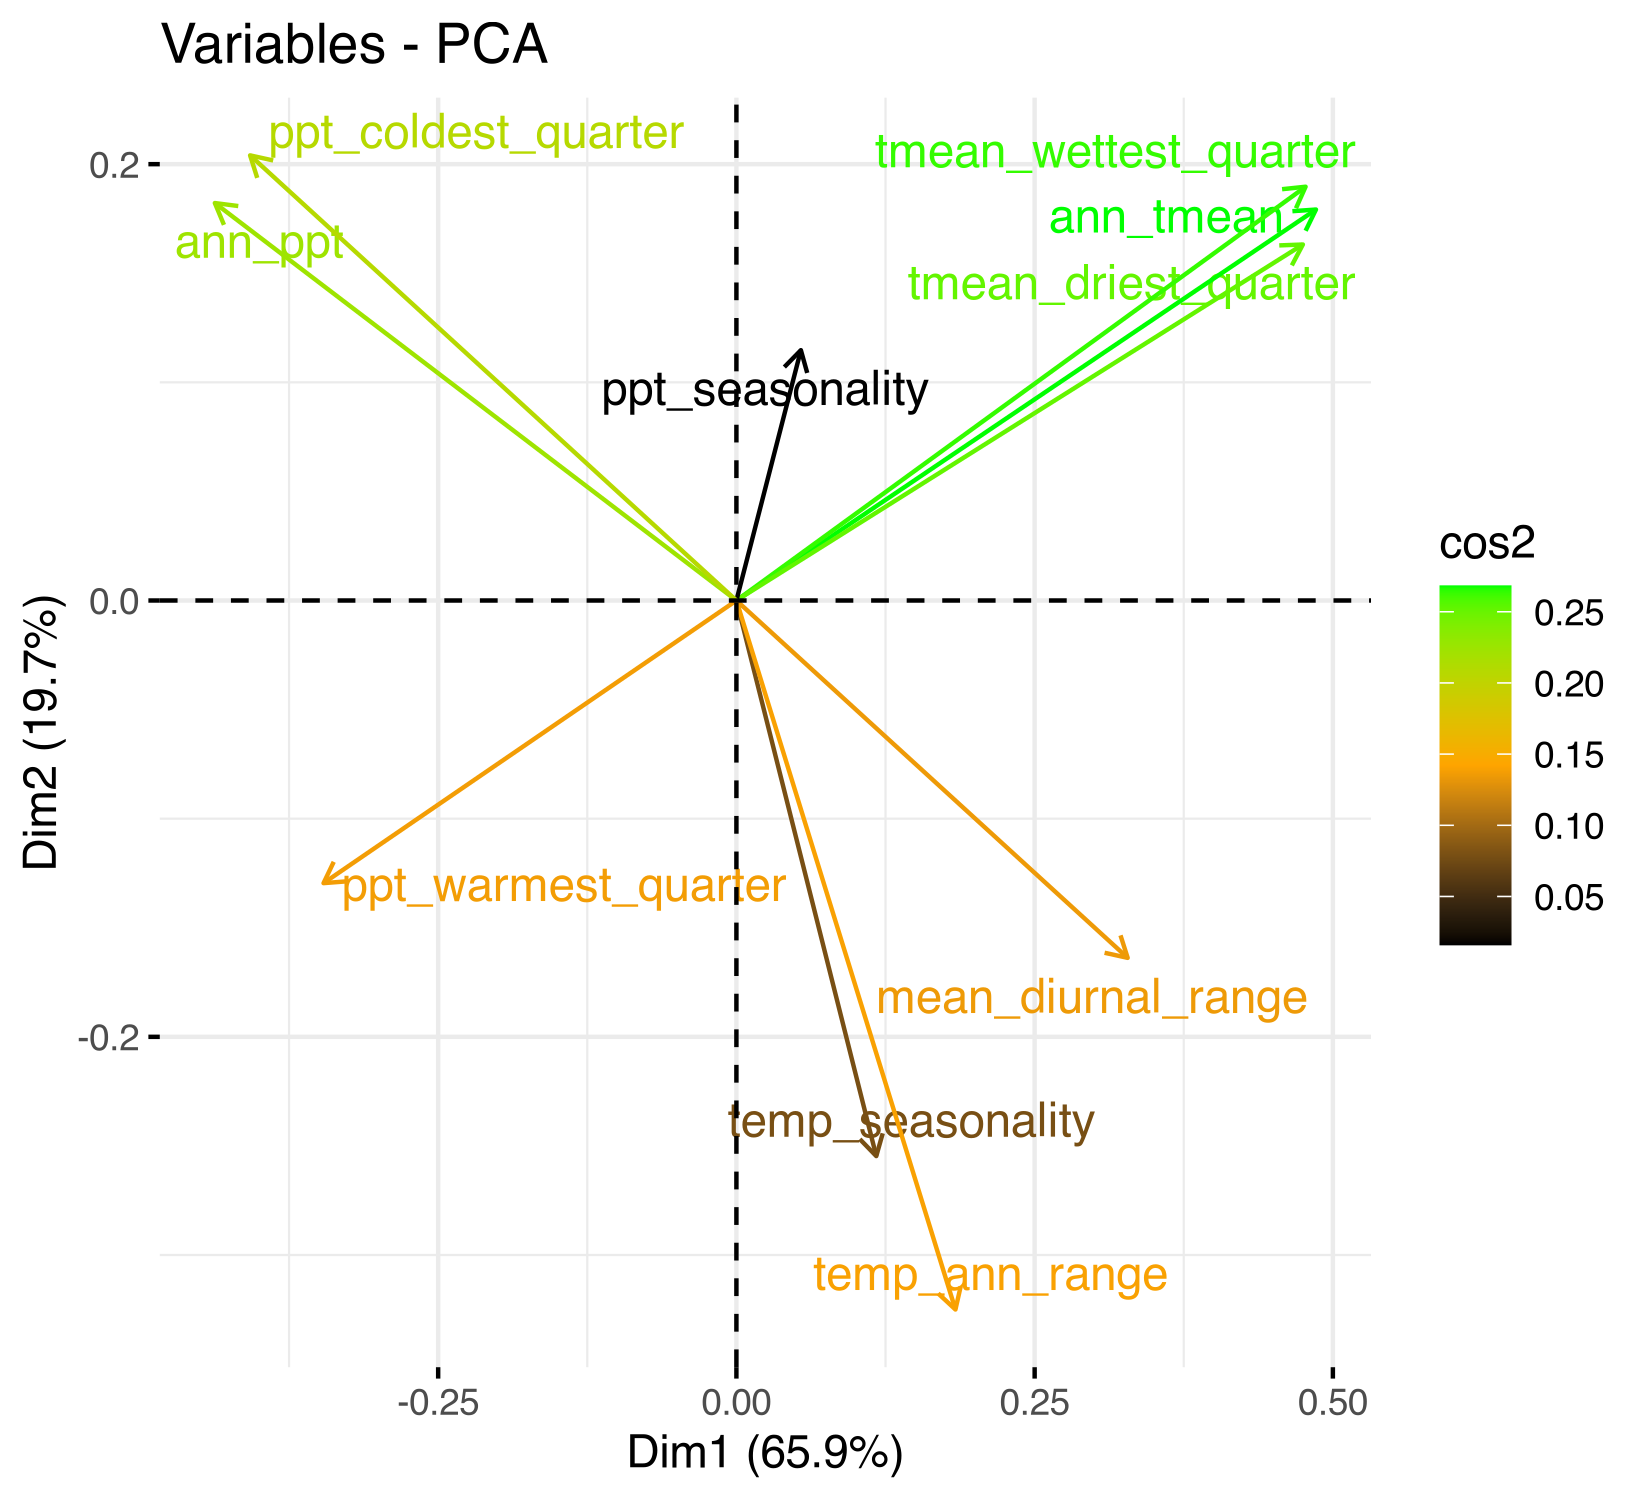 Variables - PCA
ppt_coldest_quarter
tmean_wettest_quarter
0.2
ann_tmean
ann_ppt
tmean_driest_quarter
ppt_seasonality
cos2
0.0
0.25
0.20
0.15
0.10
0.05
Dim2 (19.7%)
ppt_warmest_quarter
mean_diurnal_range
-0.2
temp_seasonality
temp_ann_range
-0.25
0.00
0.25
0.50
Dim1 (65.9%)